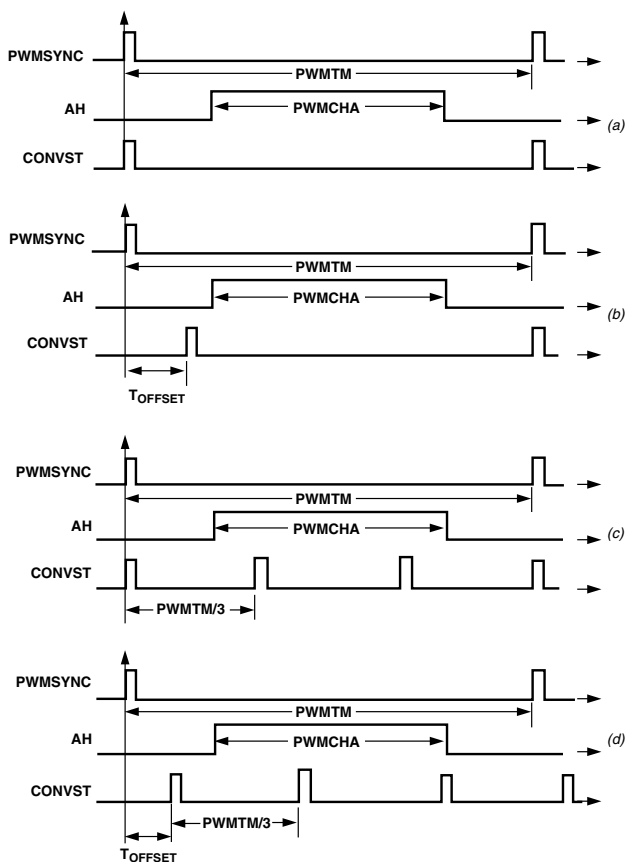 PWMSYNC
PWMTM
AH
PWMCHA
(a)
CONVST
PWMSYNC
PWMTM
AH
PWMCHA
(b)
CONVST
TOFFSET
PWMSYNC
PWMTM
AH
PWMCHA
(c)
CONVST
PWMTM/3
PWMSYNC
PWMTM
AH
PWMCHA
(d)
CONVST
PWMTM/3
TOFFSET